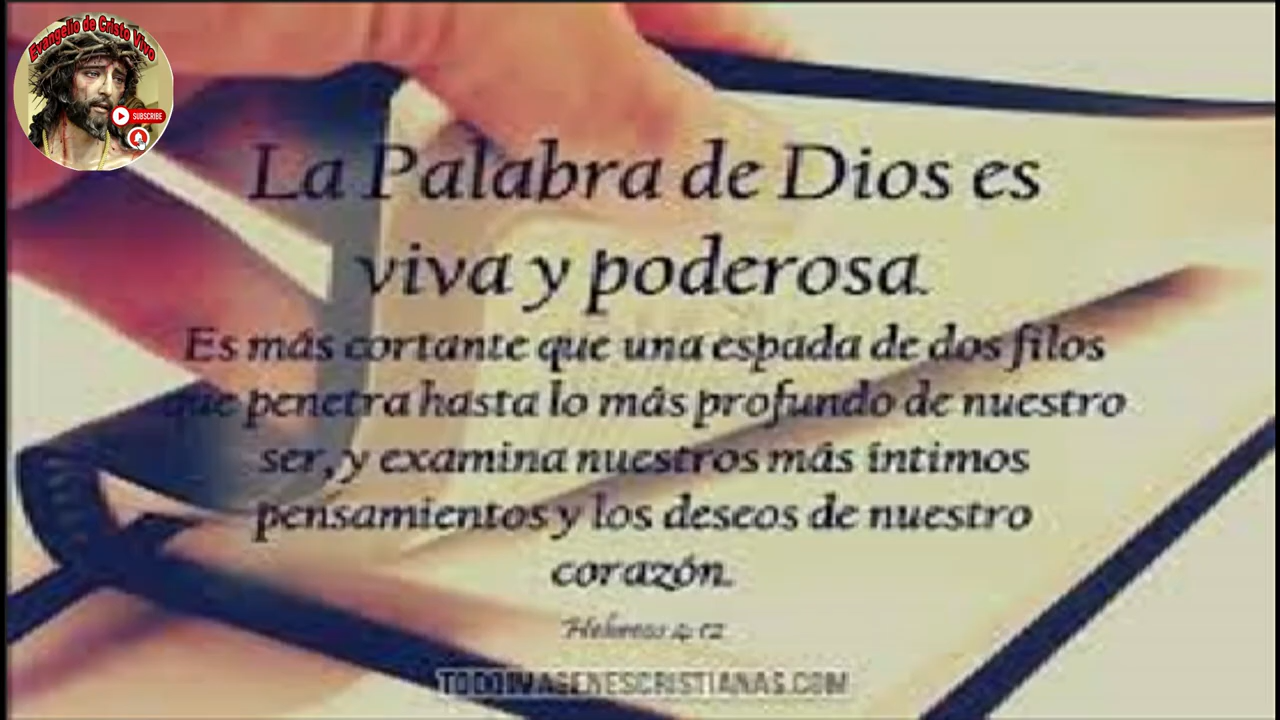 Evangelio de Cristo Vivo
SUBSCRIBE
La Palabra de Dios es
viva y poderosa.
Es más cortante que una espada de dos filos
que penetra hasta lo más profundo de nuestro
ser, y examina nuestros más íntimos
pensamientos y los deseos de nuestro
corazón.
Hebreos 4:12
TODOIMAGENESCRISTIANAS.COM